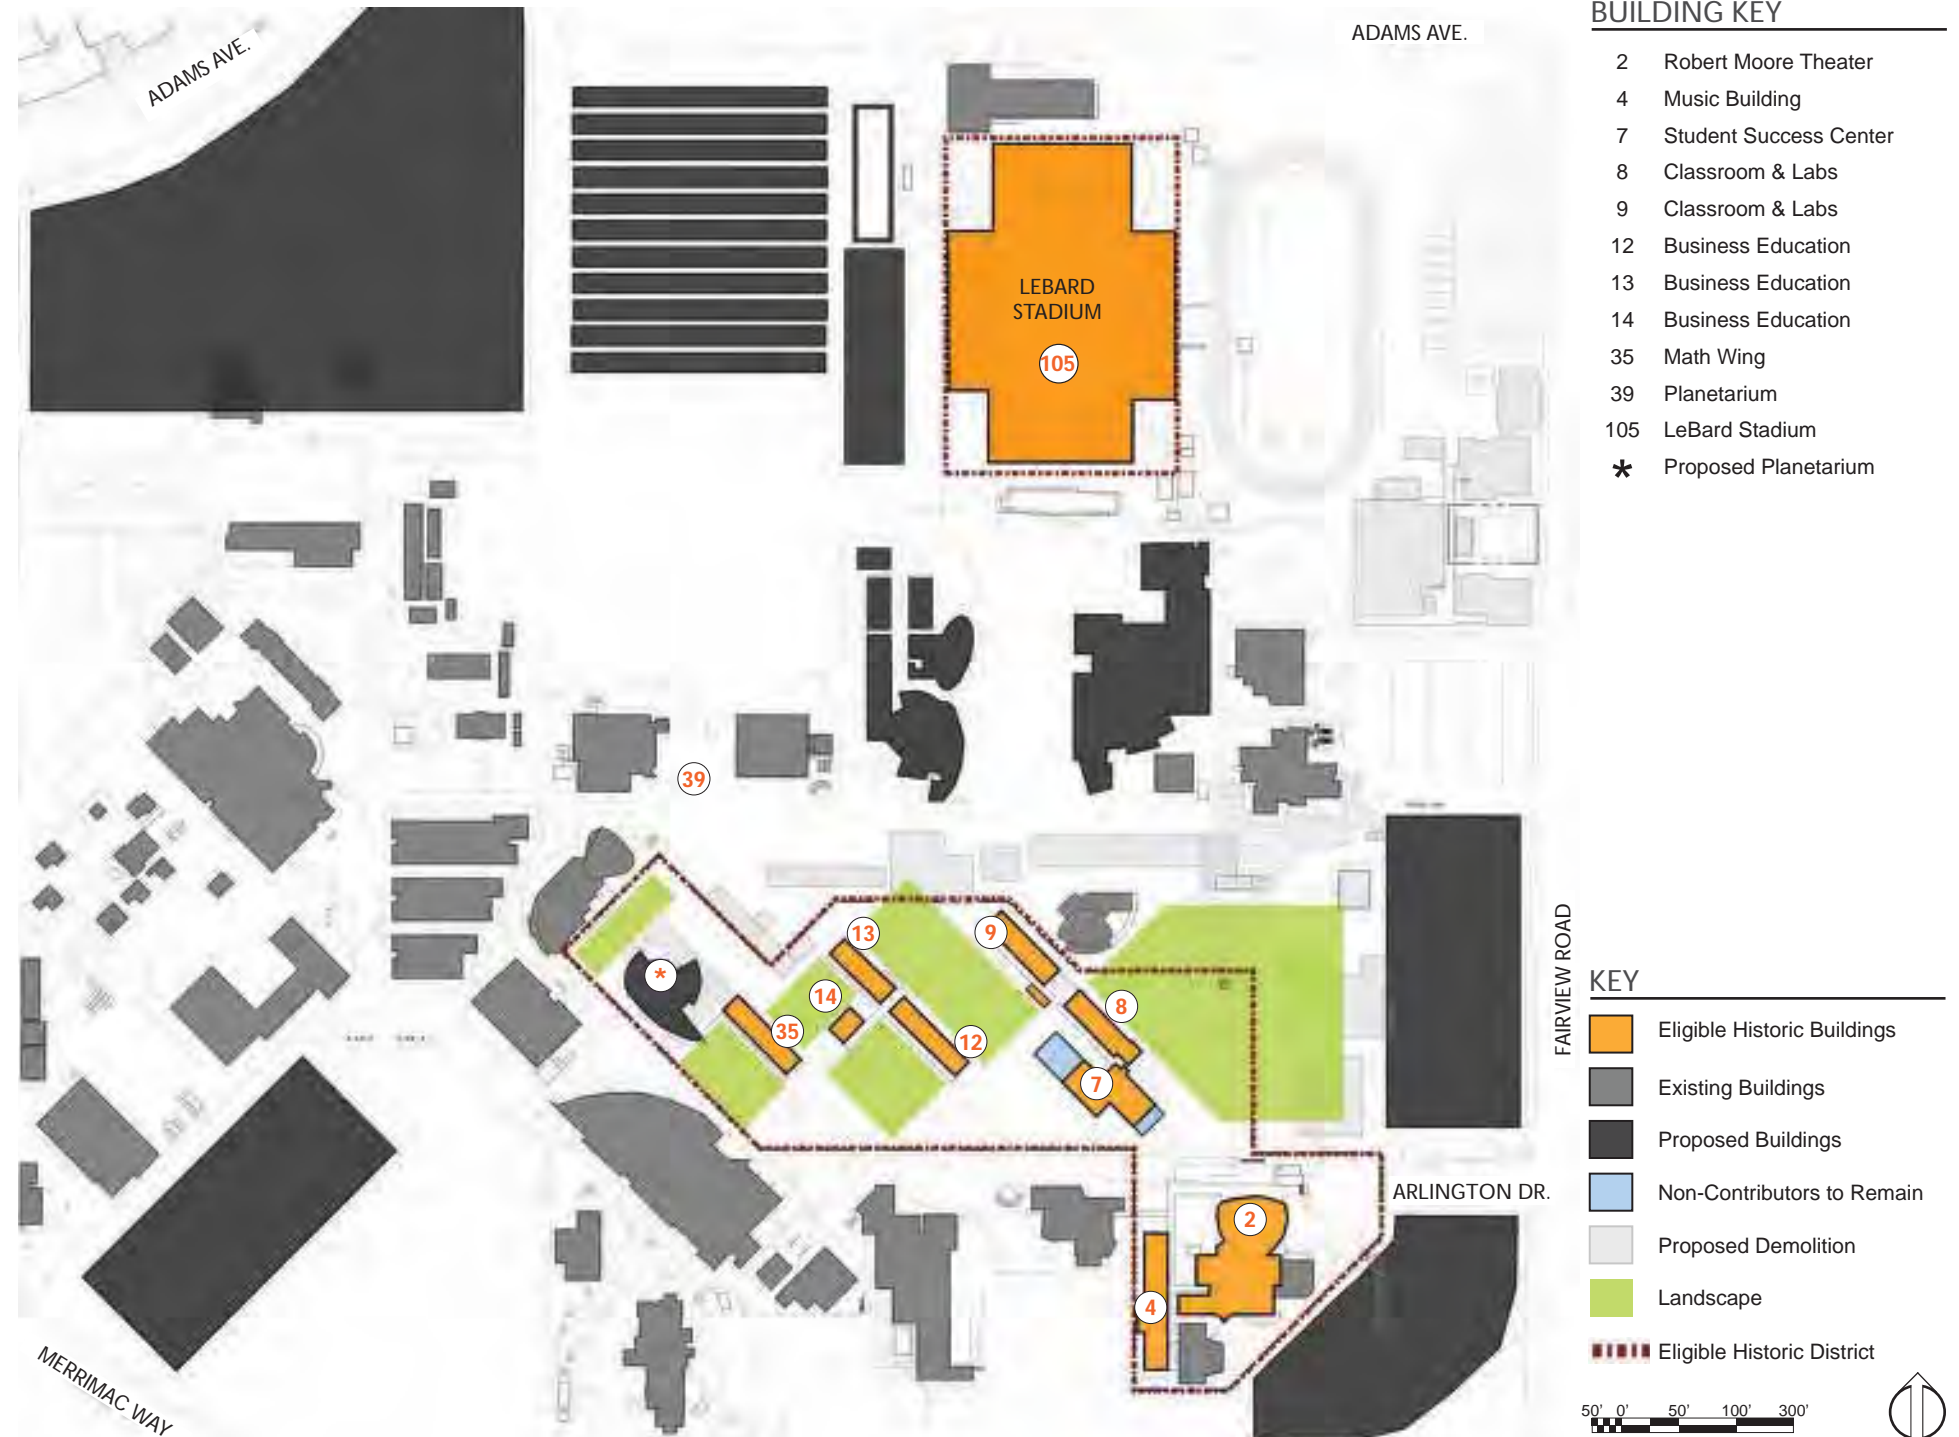 ADAMS AVE.
ADAMS AVE.
LEBARD
STADIUM
105
39
13
9
*
14
8
35
12
7
2
4
FAIRVIEW ROAD
ARLINGTON DR.
MERRIMAC WAY
BUILDING KEY
2 Robert Moore Theater
4 Music Building
7 Student Success Center
8 Classroom & Labs
9 Classroom & Labs
12 Business Education
13 Business Education
14 Business Education
35 Math Wing
39 Planetarium
105 LeBard Stadium
* Proposed Planetarium
KEY
Eligible Historic Buildings
Existing Buildings
Proposed Buildings
Non-Contributors to Remain
Proposed Demolition
Landscape
Eligible Historic District
50' 0' 50' 100' 300'